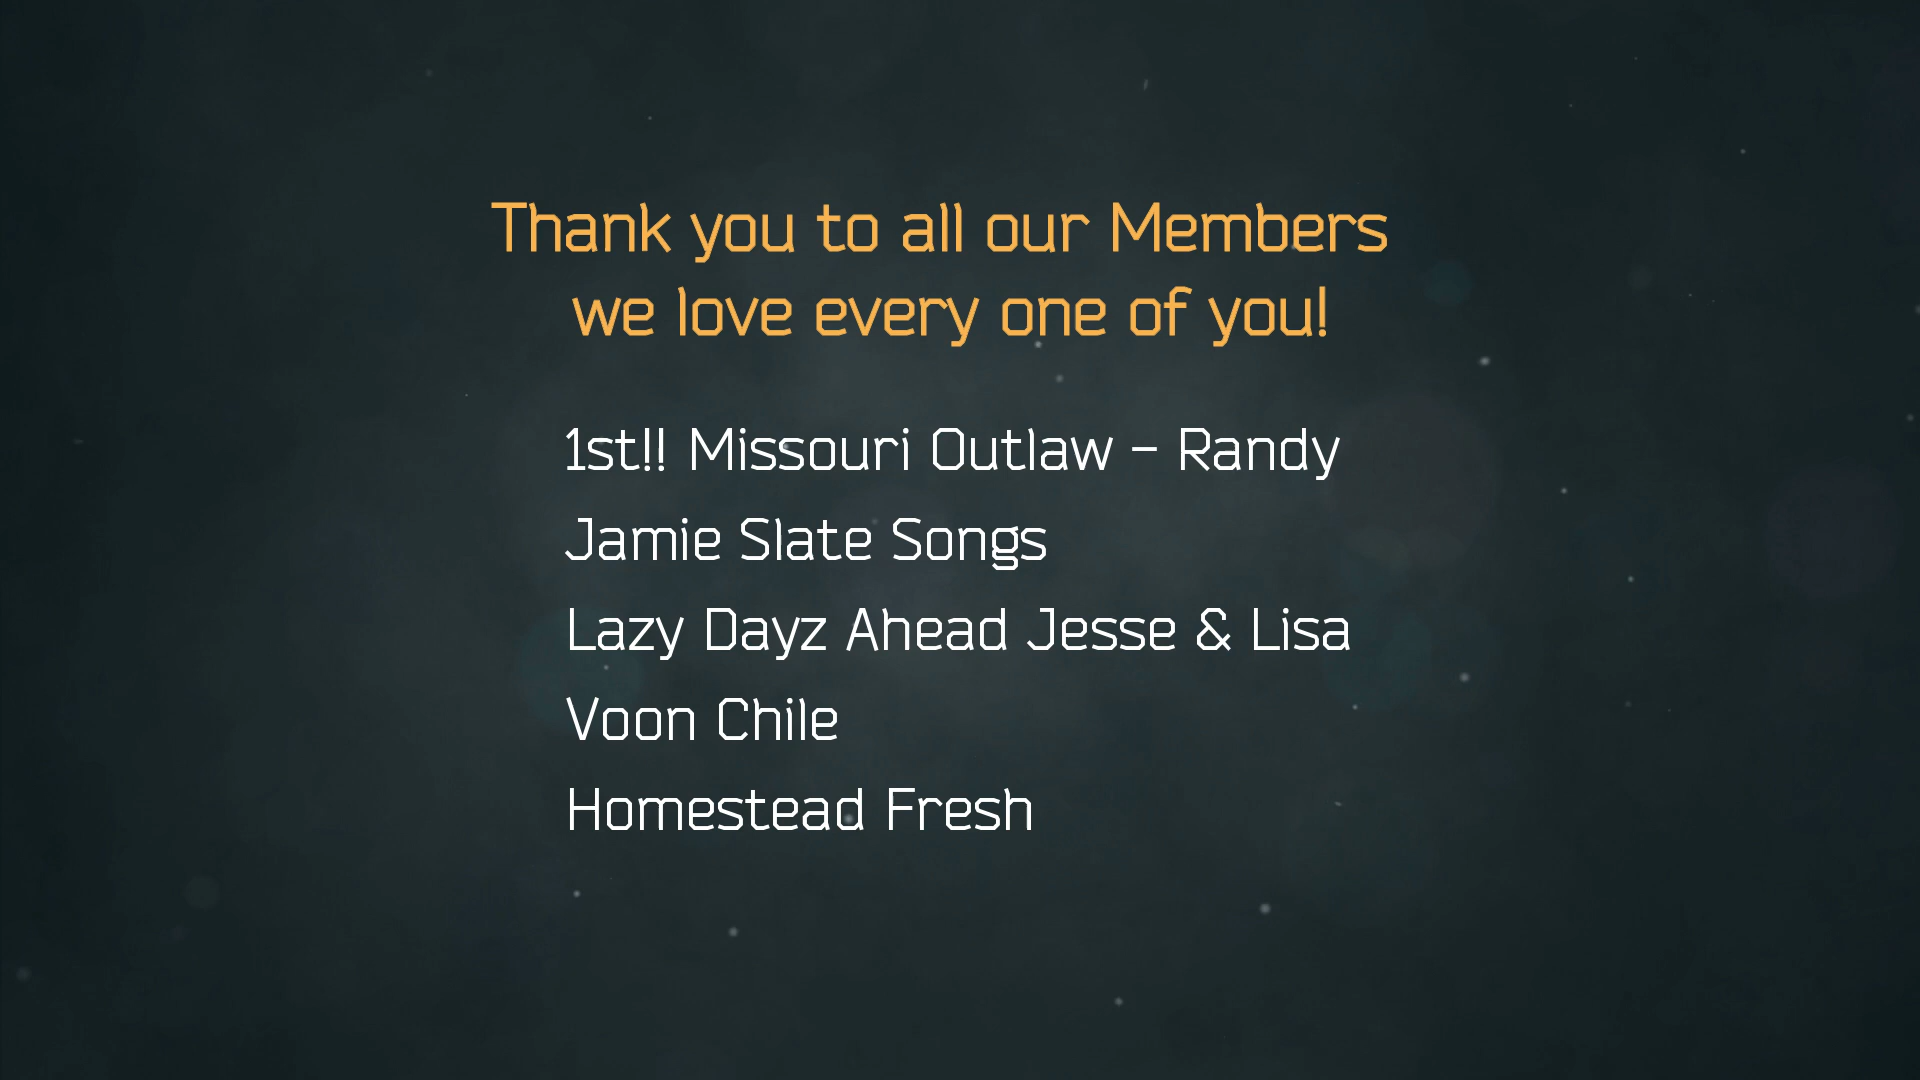 Thank you to all our Members
we love every one of you!
1st!! Missouri Outlaw - Randy
Jamie Slate Songs
Lazy Dayz Ahead Jesse & Lisa
Voon Chile
Homestead Fresh